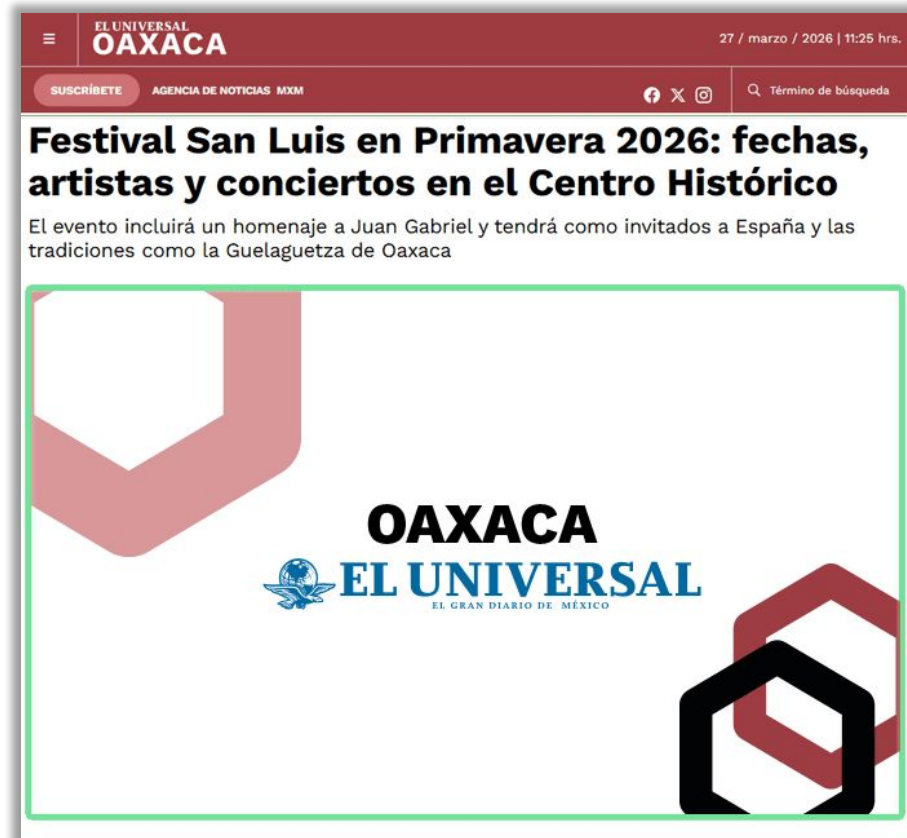 EL UNIVERSAL
OAXACA
27 / marzo / 2026 | 11:25 hrs.
SUSCRÍBETE AGENCIA DE NOTICIAS MXM
Término de búsqueda
Festival San Luis en Primavera 2026: fechas,
artistas y conciertos en el Centro Histórico
El evento incluirá un homenaje a Juan Gabriel y tendrá como invitados a España y las
tradiciones como la Guelaguetza de Oaxaca
OAXACA
EL UNIVERSAL
EL GRAN DIARIO DE MÉXICO